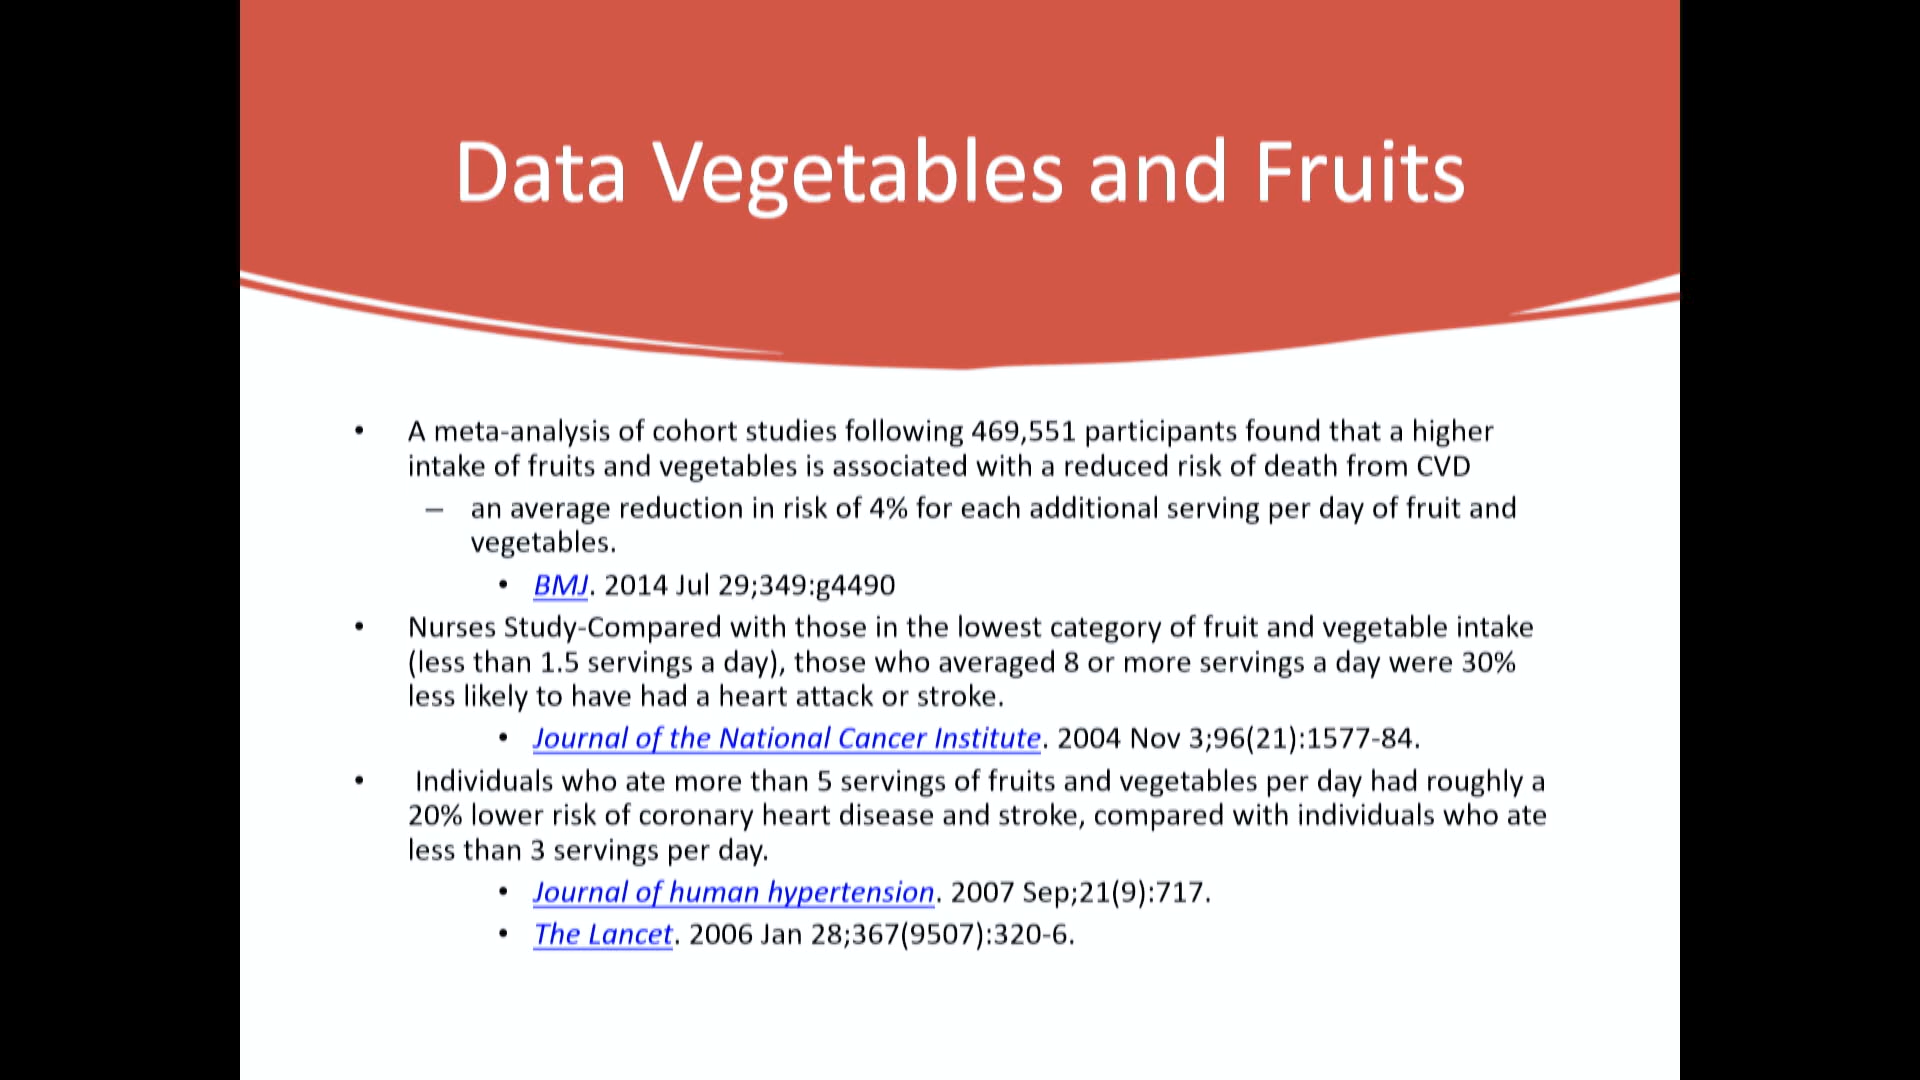 Data Vegetables and Fruits
• A meta-analysis of cohort studies following 469,551 participants found that a higher
intake of fruits and vegetables is associated with a reduced risk of death from CVD
– an average reduction in risk of 4% for each additional serving per day of fruit and
vegetables.
• BMJ. 2014 Jul 29;349:g4490
• Nurses Study-Compared with those in the lowest category of fruit and vegetable intake
(less than 1.5 servings a day), those who averaged 8 or more servings a day were 30%
less likely to have had a heart attack or stroke.
• Journal of the National Cancer Institute. 2004 Nov 3;96(21):1577-84.
• Individuals who ate more than 5 servings of fruits and vegetables per day had roughly a
20% lower risk of coronary heart disease and stroke, compared with individuals who ate
less than 3 servings per day.
• Journal of human hypertension. 2007 Sep;21(9):717.
• The Lancet. 2006 Jan 28;367(9507):320-6.